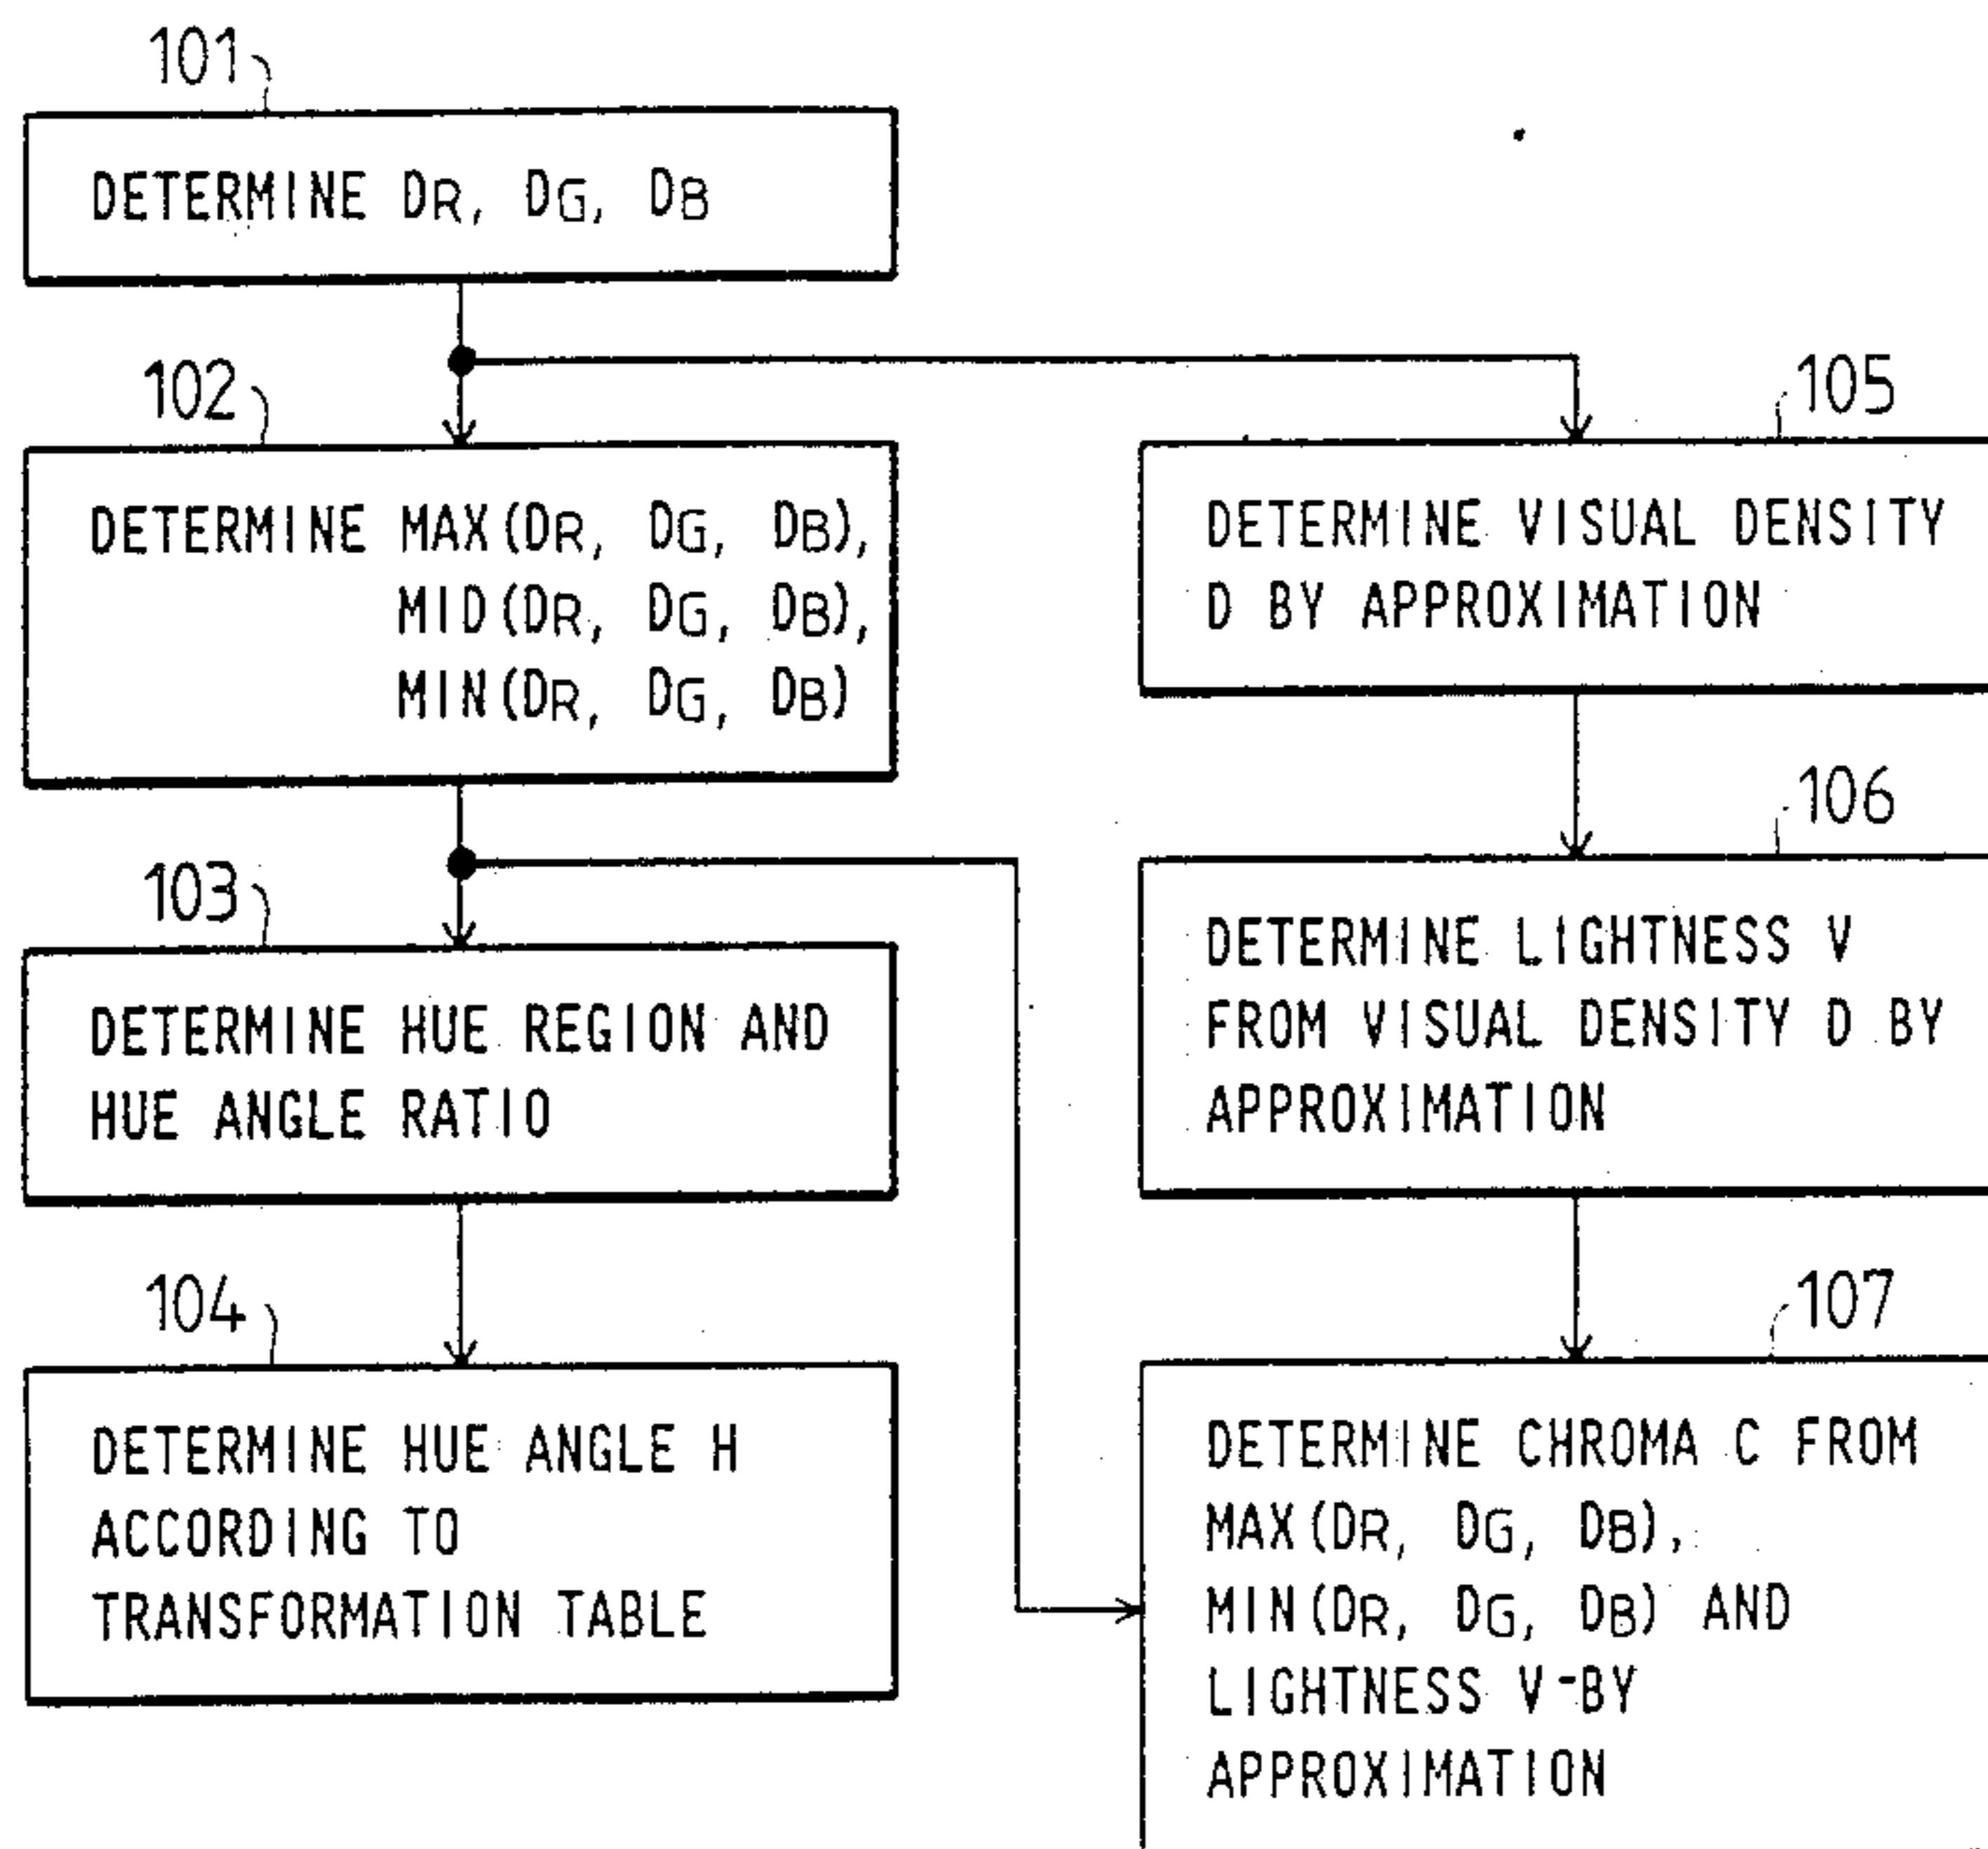 101
DETERMINE DR, DG, DB
102
DETERMINE MAX(DR, DG, DB),
MID(DR, DG, DB),
MIN(DR, DG, DB)
103
DETERMINE HUE REGION AND
HUE ANGLE RATIO
104
DETERMINE HUE ANGLE H
ACCORDING TO
TRANSFORMATION TABLE
105
DETERMINE VISUAL DENSITY
D BY APPROXIMATION
106
DETERMINE LIGHTNESS V
FROM VISUAL DENSITY D BY
APPROXIMATION
107
DETERMINE CHROMA C FROM
MAX(DR, DG, DB),
MIN(DR, DG, DB) AND
LIGHTNESS V-BY
APPROXIMATION